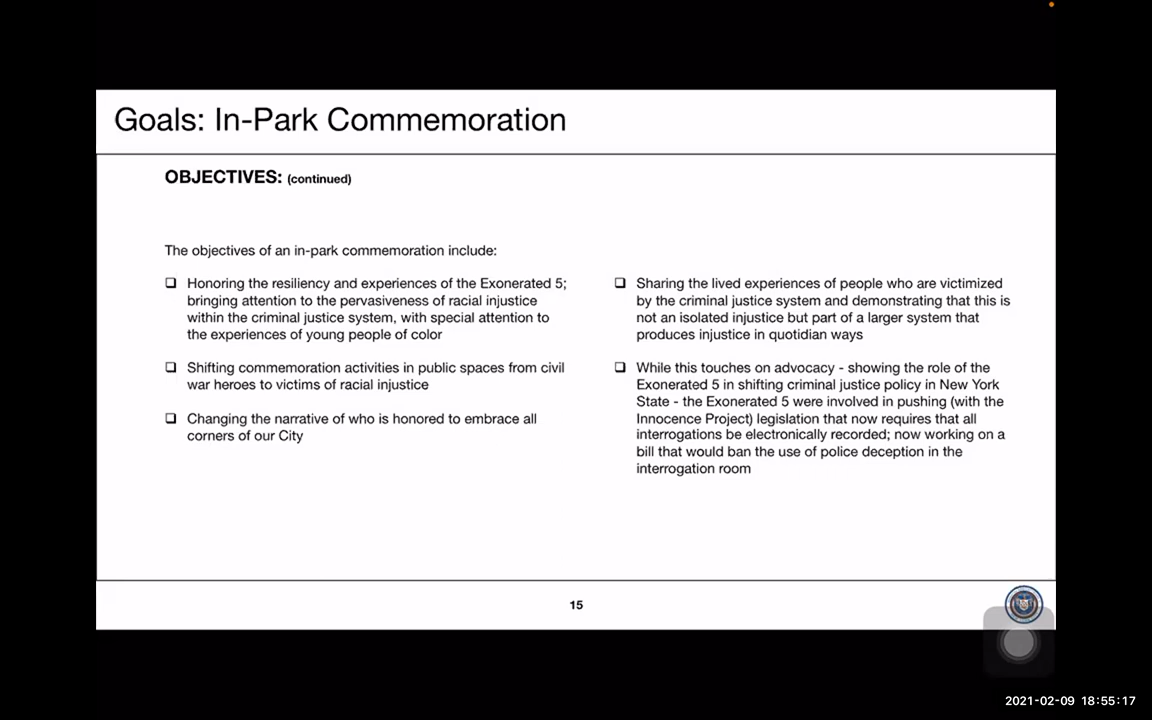 Goals: In-Park Commemoration
OBJECTIVES: (continued)
The objectives of an in-park commemoration include:
❑ Honoring the resiliency and experiences of the Exonerated 5;
bringing attention to the pervasiveness of racial injustice
within the criminal justice system, with special attention to
the experiences of young people of color
❑ Shifting commemoration activities in public spaces from civil
war heroes to victims of racial injustice
❑ Changing the narrative of who is honored to embrace all
corners of our City
❑ Sharing the lived experiences of people who are victimized
by the criminal justice system and demonstrating that this is
not an isolated injustice but part of a larger system that
produces injustice in quotidian ways
❑ While this touches on advocacy - showing the role of the
Exonerated 5 in shifting criminal justice policy in New York
State - the Exonerated 5 were involved in pushing (with the
Innocence Project) legislation that now requires that all
interrogations be electronically recorded; now working on a
bill that would ban the use of police deception in the
interrogation room
15
2021-02-09 18:55:17